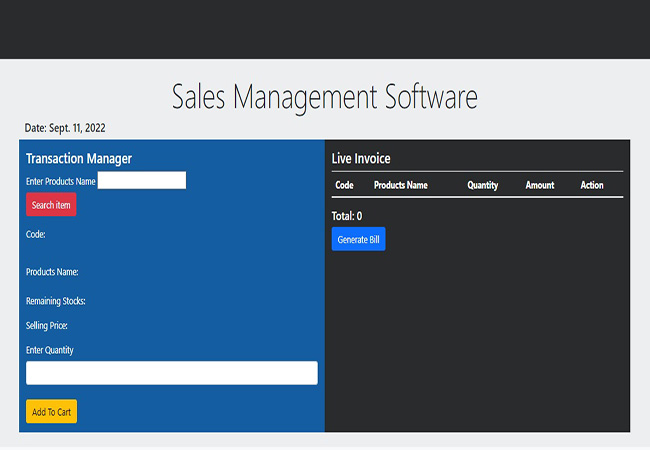 Sales Management Software
Date: Sept. 11, 2022
Transaction Manager
Enter Products Name
Search item
Code:
Products Name:
Remaining Stocks:
Selling Price:
Enter Quantity
Add To Cart
Live Invoice
Code Products Name Quantity Amount Action
Total: 0
Generate Bill